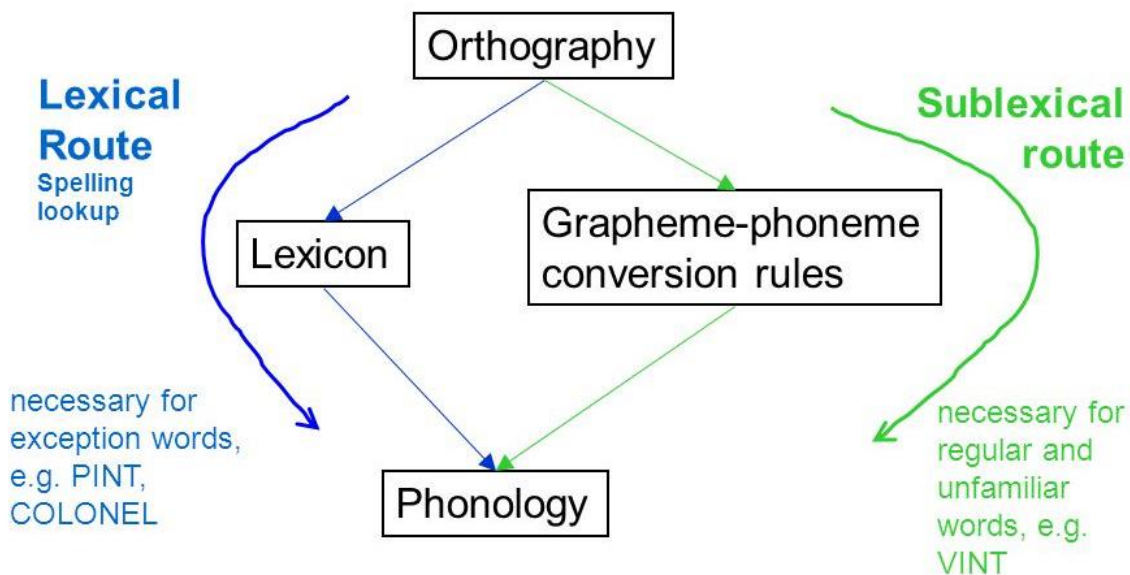 Orthography
Lexical
Route
Spelling
lookup
Sublexical
route
Lexicon
Grapheme-phoneme
conversion rules
necessary for
exception words,
e.g. PINT,
COLONEL
Phonology
necessary for
regular and
unfamiliar
words, e.g.
VINT